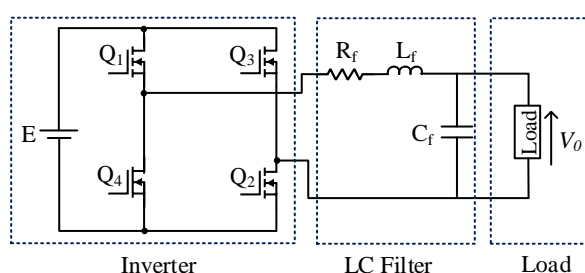 Q1
Q3
Rf
Lf
E
Cf
Load
V0
Q4
Q2
Inverter
LC Filter
Load